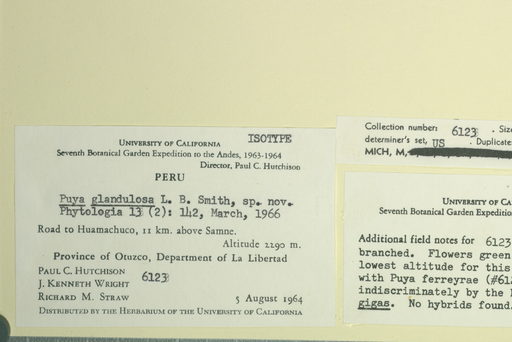 UNIVERSITY OF CALIFORNIA ISOTYPE
Seventh Botanical Garden Expedition to the Andes, 1963-1964
Director, Paul C. Hutchison
PERU
Puya glandulosa L. B. Smith, sp. nov.
Phytologia 13 (2): 142, March, 1966
Road to Huamachuco, 11 km. above Samne.
Altitude 2290 m.
Province of Otuzco, Department of La Libertad
PAUL C. HUTCHISON
J. KENNETH WRIGHT 6123
RICHARD M. STRAW 5 August 1964
DISTRIBUTED BY THE HERBARIUM OF THE UNIVERSITY OF CALIFORNIA
Collection number: 6123 . Siz
determiner's set, US . Duplicate
MICH, M,
UNIVERSITY OF CA
Seventh Botanical Garden Expeditio
Additional field notes for 6123
branched. Flowers green
lowest altitude for this
with Puya ferreyrae (#61
indiscriminately by the
gigas. No hybrids found.